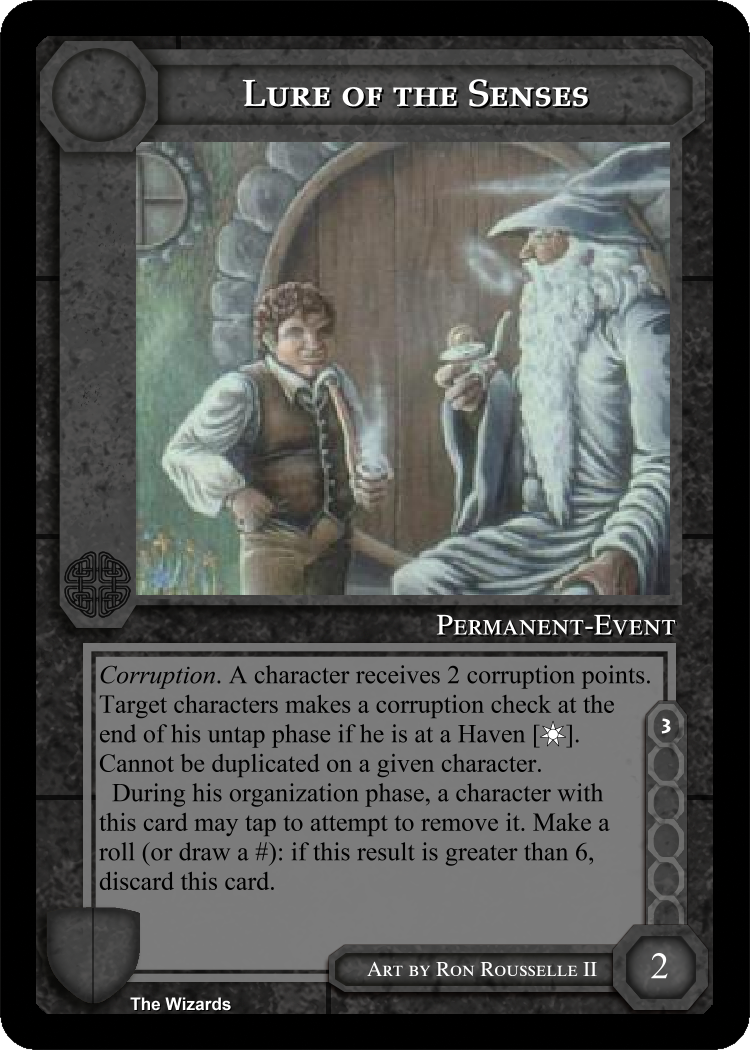 Lure of the Senses
Permanent-Event
Corruption. A character receives 2 corruption points.
Target characters makes a corruption check at the
end of his untap phase if he is at a Haven [☀].
Cannot be duplicated on a given character.
During his organization phase, a character with
this card may tap to attempt to remove it. Make a
roll (or draw a #): if this result is greater than 6,
discard this card.
3
Art by Ron Rousselle II
2
The Wizards